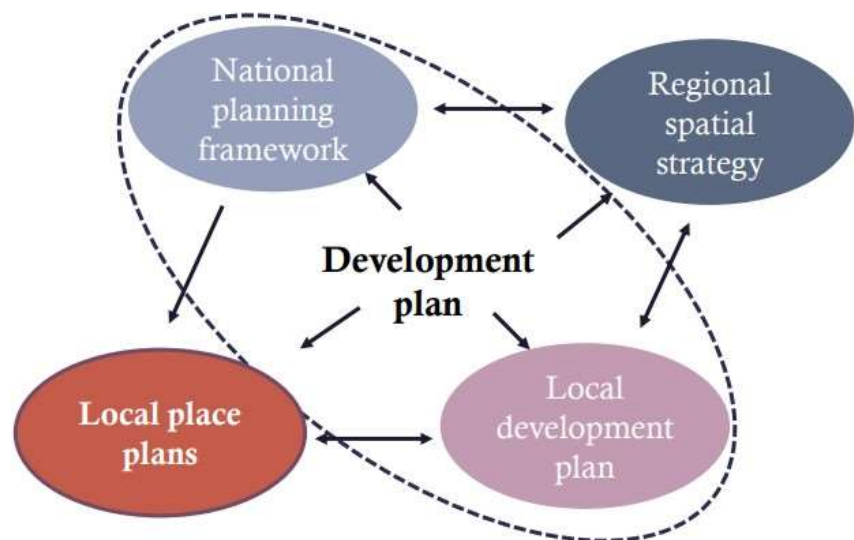 National
planning
framework
Regional
spatial
strategy
Development
plan
Local place
plans
Local
development
plan